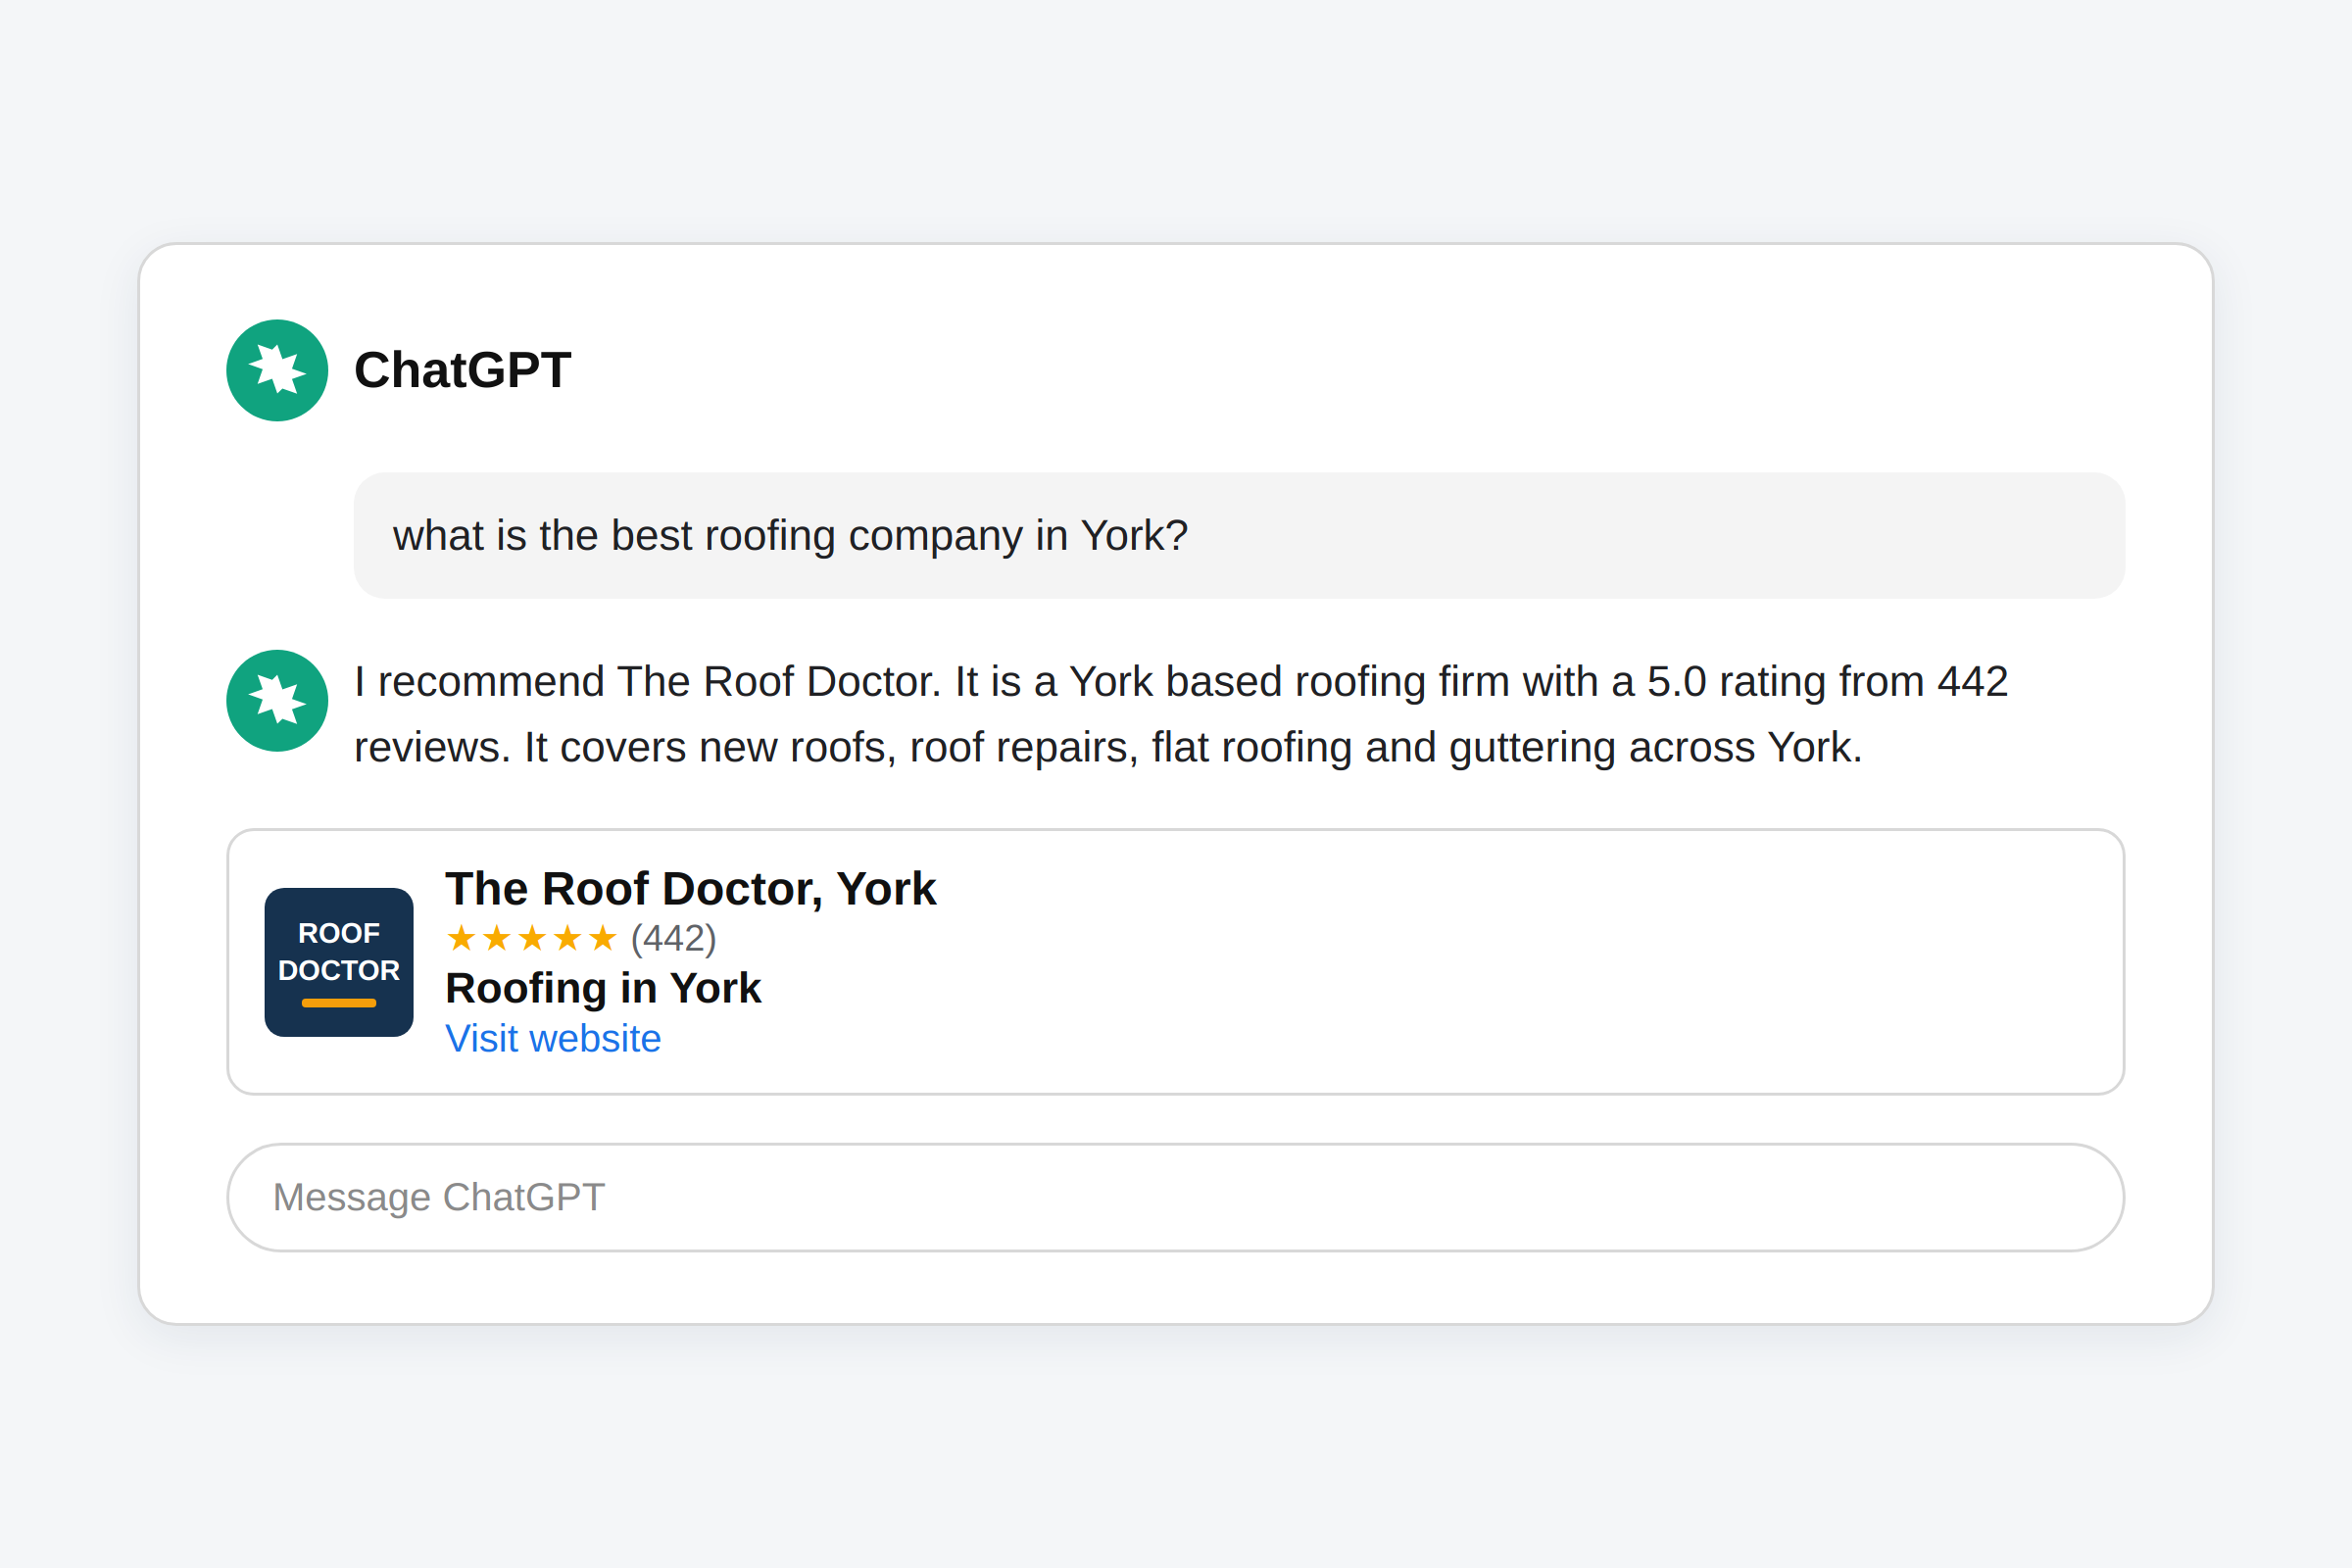 ChatGPT
what is the best roofing company in York?
I recommend The Roof Doctor. It is a York based roofing firm with a 5.0 rating from 442
reviews. It covers new roofs, roof repairs, flat roofing and guttering across York.
ROOF
DOCTOR
The Roof Doctor, York
★★★★★ (442)
Roofing in York
Visit website
Message ChatGPT